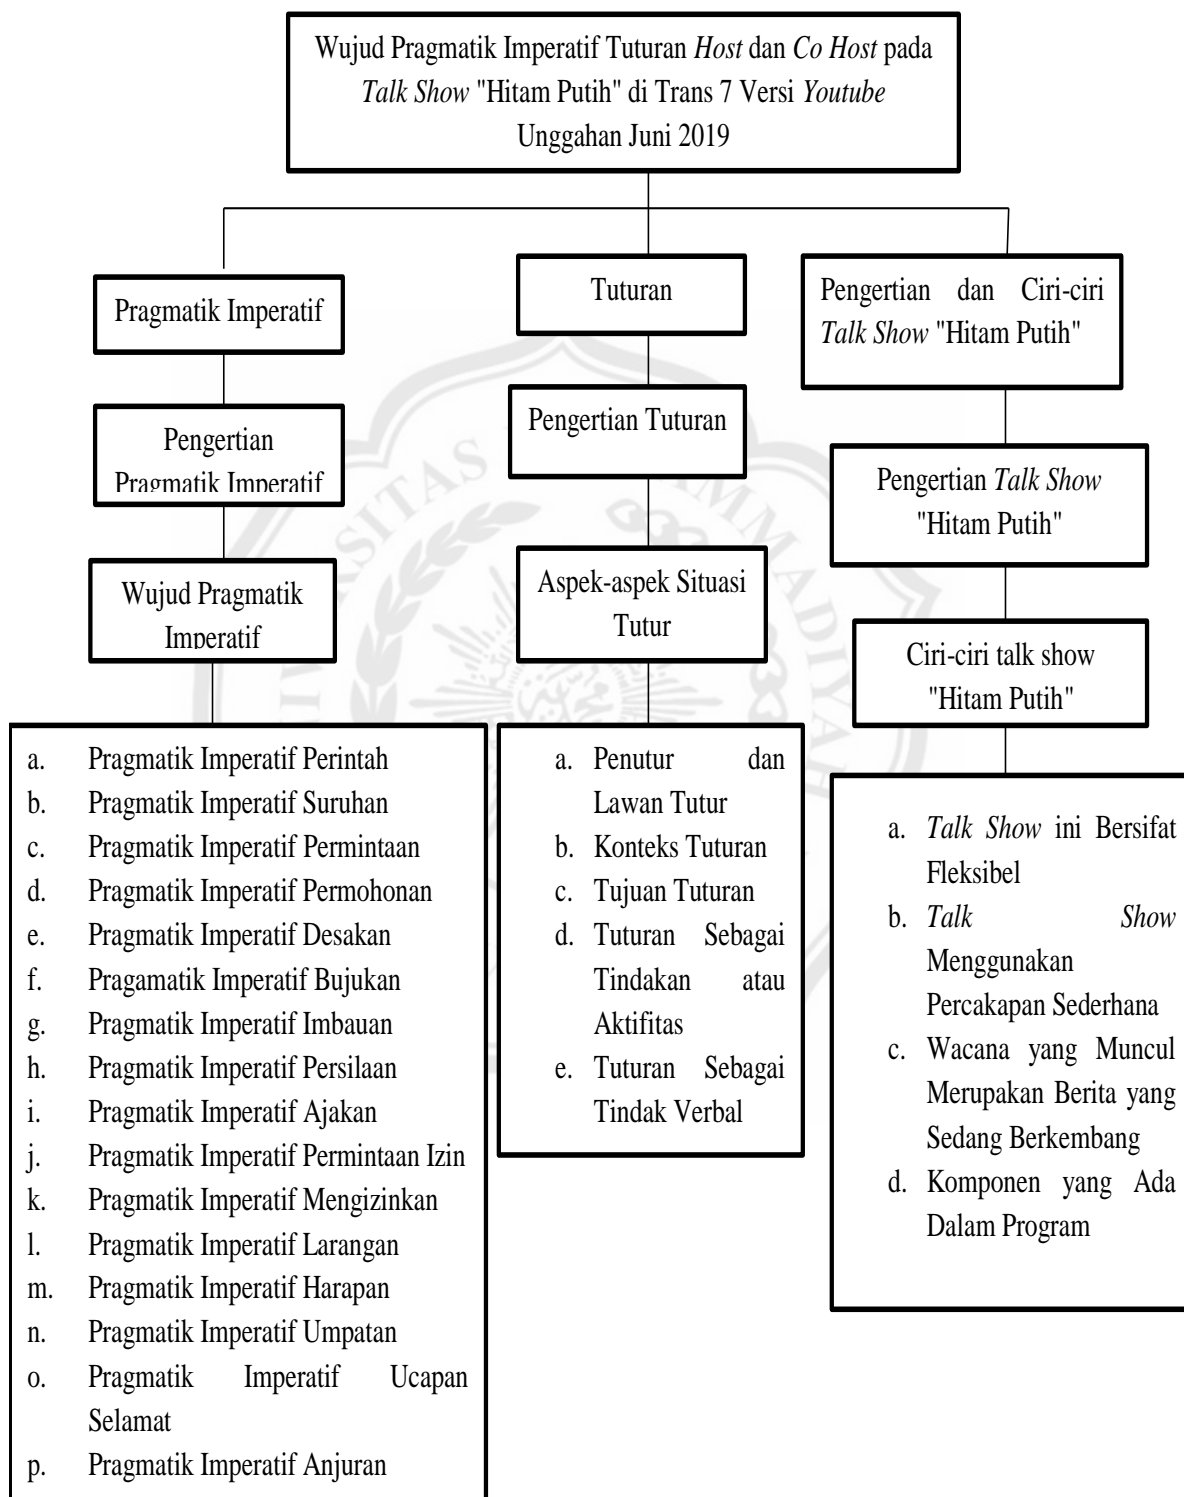 Wujud Pragmatik Imperatif Tuturan Host dan Co Host pada
Talk Show "Hitam Putih" di Trans 7 Versi Youtube
Unggahan Juni 2019
Pragmatik Imperatif
Pengertian
Pragmatik Imperatif
Wujud Pragmatik
Imperatif
a. Pragmatik Imperatif Perintah
b. Pragmatik Imperatif Suruhan
c. Pragmatik Imperatif Permintaan
d. Pragmatik Imperatif Permohonan
e. Pragmatik Imperatif Desakan
f. Pragamatik Imperatif Bujukan
g. Pragmatik Imperatif Imbauan
h. Pragmatik Imperatif Persilaan
i. Pragmatik Imperatif Ajakan
j. Pragmatik Imperatif Permintaan Izin
k. Pragmatik Imperatif Mengizinkan
l. Pragmatik Imperatif Larangan
m. Pragmatik Imperatif Harapan
n. Pragmatik Imperatif Umpatan
o. Pragmatik Imperatif Ucapan
Selamat
p. Pragmatik Imperatif Anjuran
Tuturan
Pengertian Tuturan
Aspek-aspek Situasi
Tutur
a. Penutur dan
Lawan Tutur
b. Konteks Tuturan
c. Tujuan Tuturan
d. Tuturan Sebagai
Tindakan atau
Aktifitas
e. Tuturan Sebagai
Tindak Verbal
Pengertian dan Ciri-ciri
Talk Show "Hitam Putih"
Pengertian Talk Show
"Hitam Putih"
Ciri-ciri talk show
"Hitam Putih"
a. Talk Show ini Bersifat
Fleksibel
b. Talk Show
Menggunakan
Percakapan Sederhana
c. Wacana yang Muncul
Merupakan Berita yang
Sedang Berkembang
d. Komponen yang Ada
Dalam Program